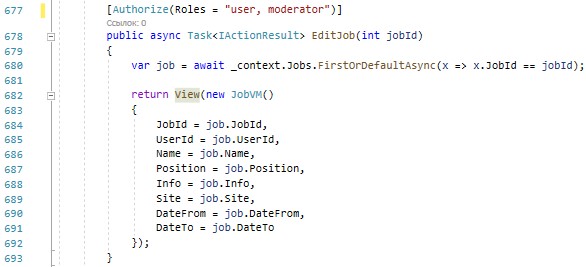 677 [Authorize(Roles = "user, moderator")]
Ссылок: 0
678 public async Task<IActionResult> EditJob(int jobId)
679 {
680 var job = await _context.Jobs.FirstOrDefaultAsync(x => x.JobId == jobId);
681
682 return View(new JobVM()
683 {
684 JobId = job.JobId,
685 UserId = job.UserId,
686 Name = job.Name,
687 Position = job.Position,
688 Info = job.Info,
689 Site = job.Site,
690 DateFrom = job.DateFrom,
691 DateTo = job.DateTo
692 });
693 }